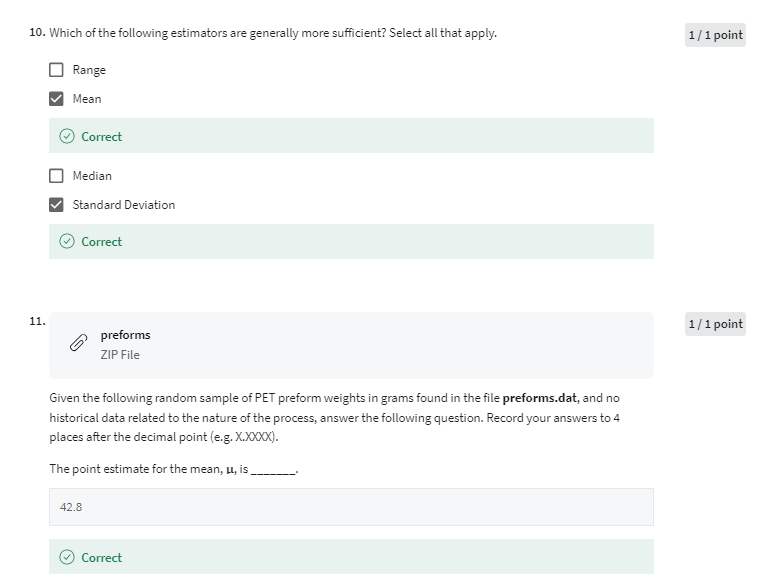 10. Which of the following estimators are generally more sufficient? Select all that apply.
1 / 1 point
Range
Mean
Correct
Median
Standard Deviation
Correct
11.
1 / 1 point
preforms
ZIP File
Given the following random sample of PET preform weights in grams found in the file preforms.dat, and no
historical data related to the nature of the process, answer the following question. Record your answers to 4
places after the decimal point (e.g. X.XXXX).
The point estimate for the mean, μ, is _______.
42.8
Correct